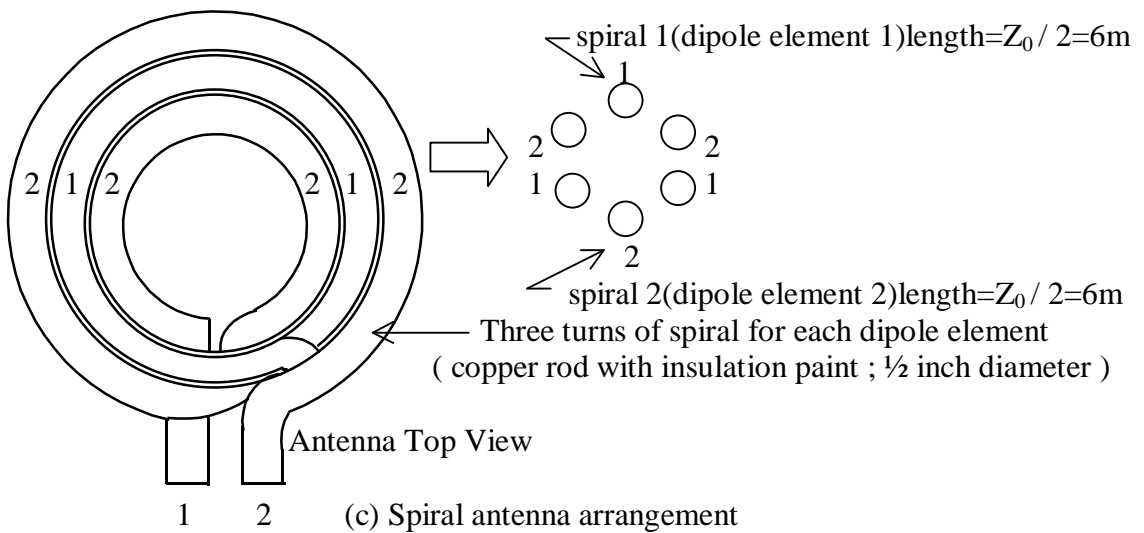 spiral 1(dipole element 1)length=Z₀ / 2=6m
1
2 2
1 1
2
2 1 2 2 1 2
spiral 2(dipole element 2)length=Z₀ / 2=6m
Three turns of spiral for each dipole element
( copper rod with insulation paint ; ½ inch diameter )
Antenna Top View
1 2 (c) Spiral antenna arrangement